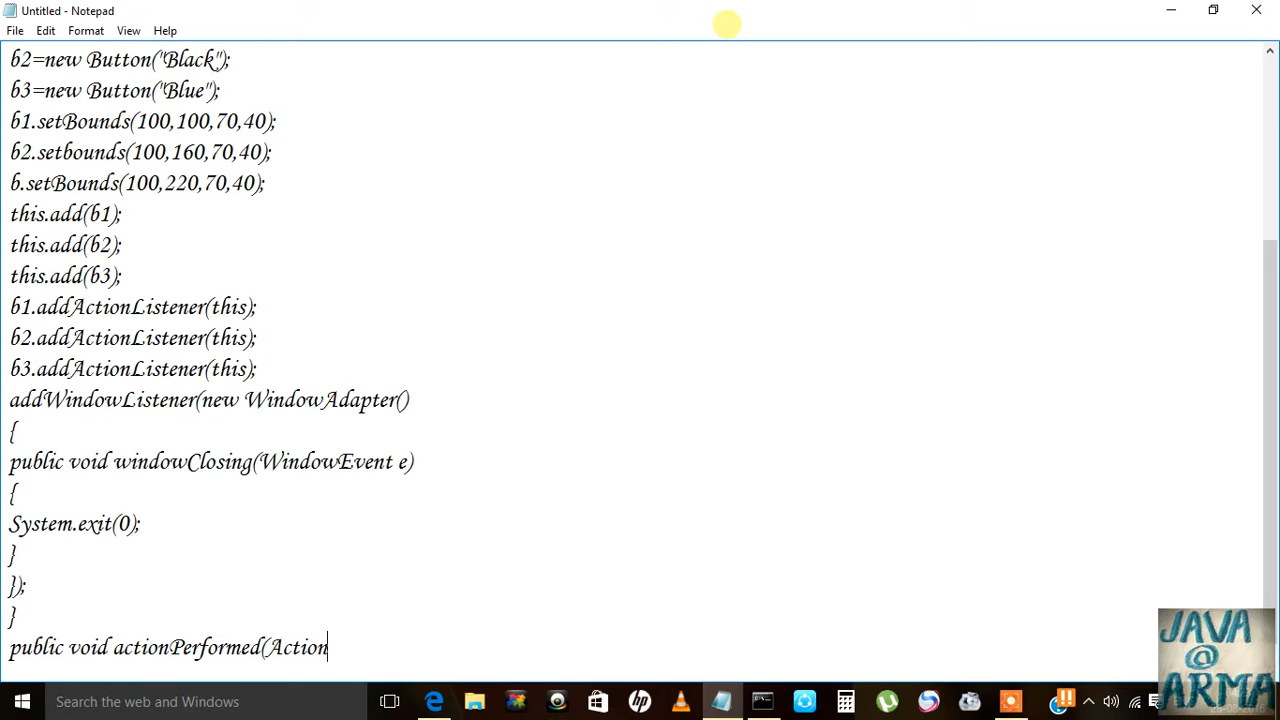 Untitled - Notepad
File Edit Format View Help
b2=new Button("Black");
b3=new Button("Blue");
b1.setBounds(100,100,70,40);
b2.setbounds(100,160,70,40);
b.setBounds(100,220,70,40);
this.add(b1);
this.add(b2);
this.add(b3);
b1.addActionListener(this);
b2.addActionListener(this);
b3.addActionListener(this);
addWindowListener(new WindowAdapter()
{
public void windowClosing(WindowEvent e)
{
System.exit(0);
}
});
}
public void actionPerformed(Action
JAVA
@
ARMA
Search the web and Windows
hp